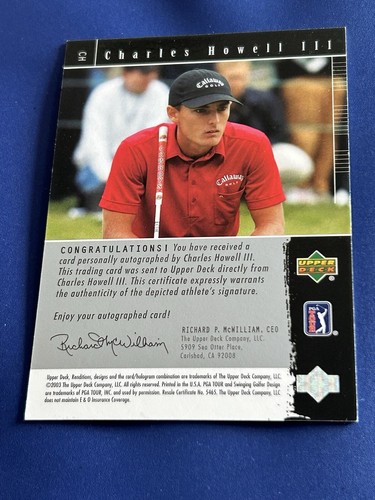 CH
Charles Howell III
Callaway
GOLF
Callaway
GOLF
CONGRATULATIONS! You have received a
card personally autographed by Charles Howell III.
This trading card was sent to Upper Deck directly from
Charles Howell III. This certificate expressly warrants
the authenticity of the depicted athlete's signature.
Enjoy your autographed card!
UPPER
DECK
PGA TOUR
Richard McWilliam
RICHARD P. McWILLIAM, CEO
The Upper Deck Company, LLC.
5909 Sea Otter Place,
Carlsbad, CA 92008
Upper Deck, Renditions, designs and the card/hologram combination are trademarks of The Upper Deck Company, LLC.
©2003 The Upper Deck Company, LLC. All rights reserved. Printed in the U.S.A. PGA TOUR and Swinging Golfer Design
are trademarks of PGA TOUR, INC. and used by permission. Resale Certificate No. 5465. The Upper Deck Company, LLC
does not maintain E & O Insurance Coverage.